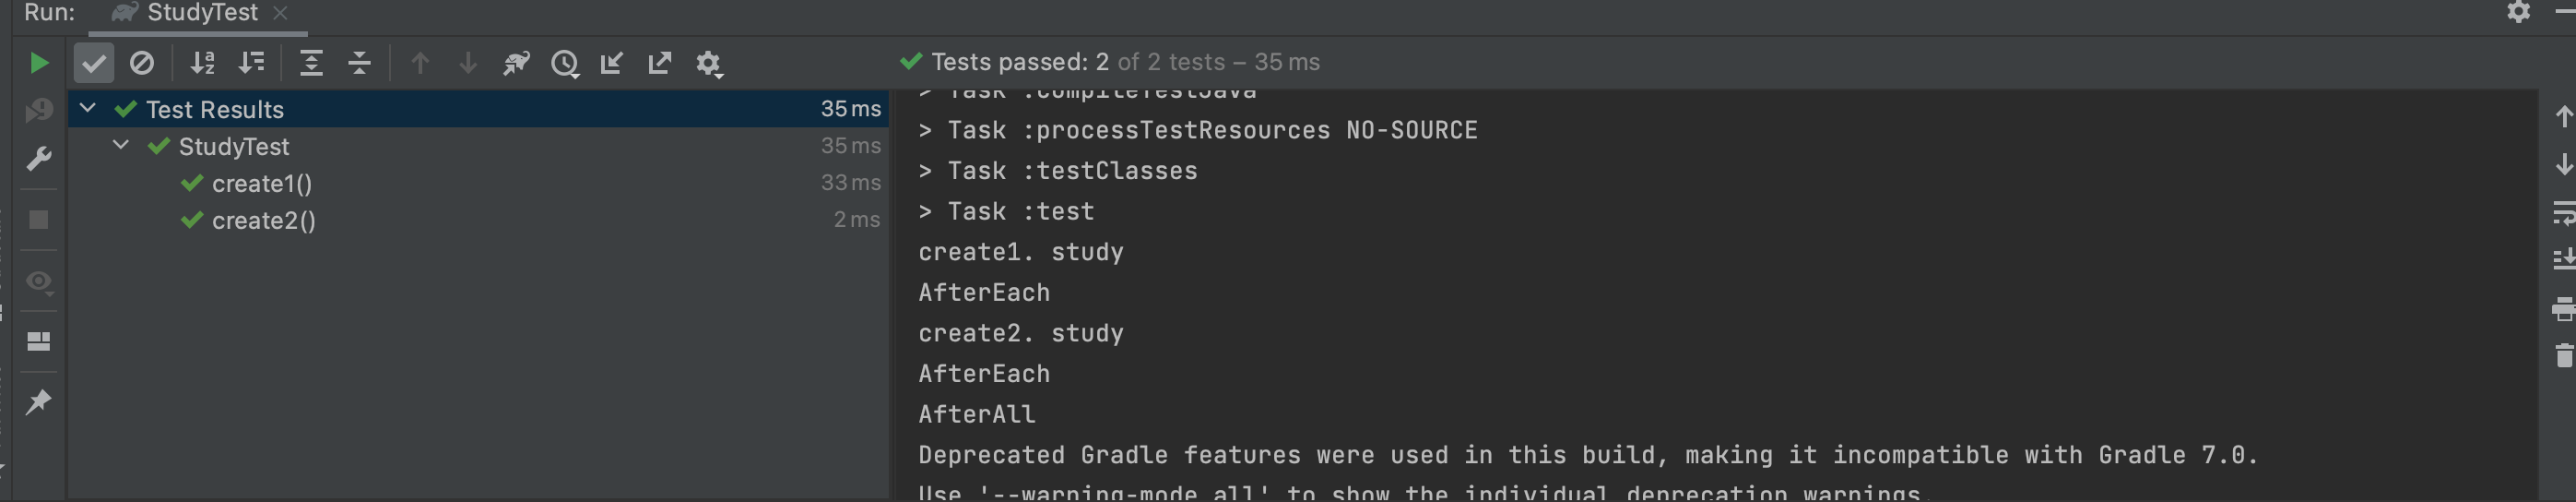 Run: StudyTest
Tests passed: 2 of 2 tests – 35 ms
Test Results 35 ms
StudyTest 35 ms
create1() 33 ms
create2() 2 ms
> Task :compileTestJava
> Task :processTestResources NO-SOURCE
> Task :testClasses
> Task :test
create1. study
AfterEach
create2. study
AfterEach
AfterAll
Deprecated Gradle features were used in this build, making it incompatible with Gradle 7.0.
Use '--warning-mode all' to show the individual deprecation warnings.